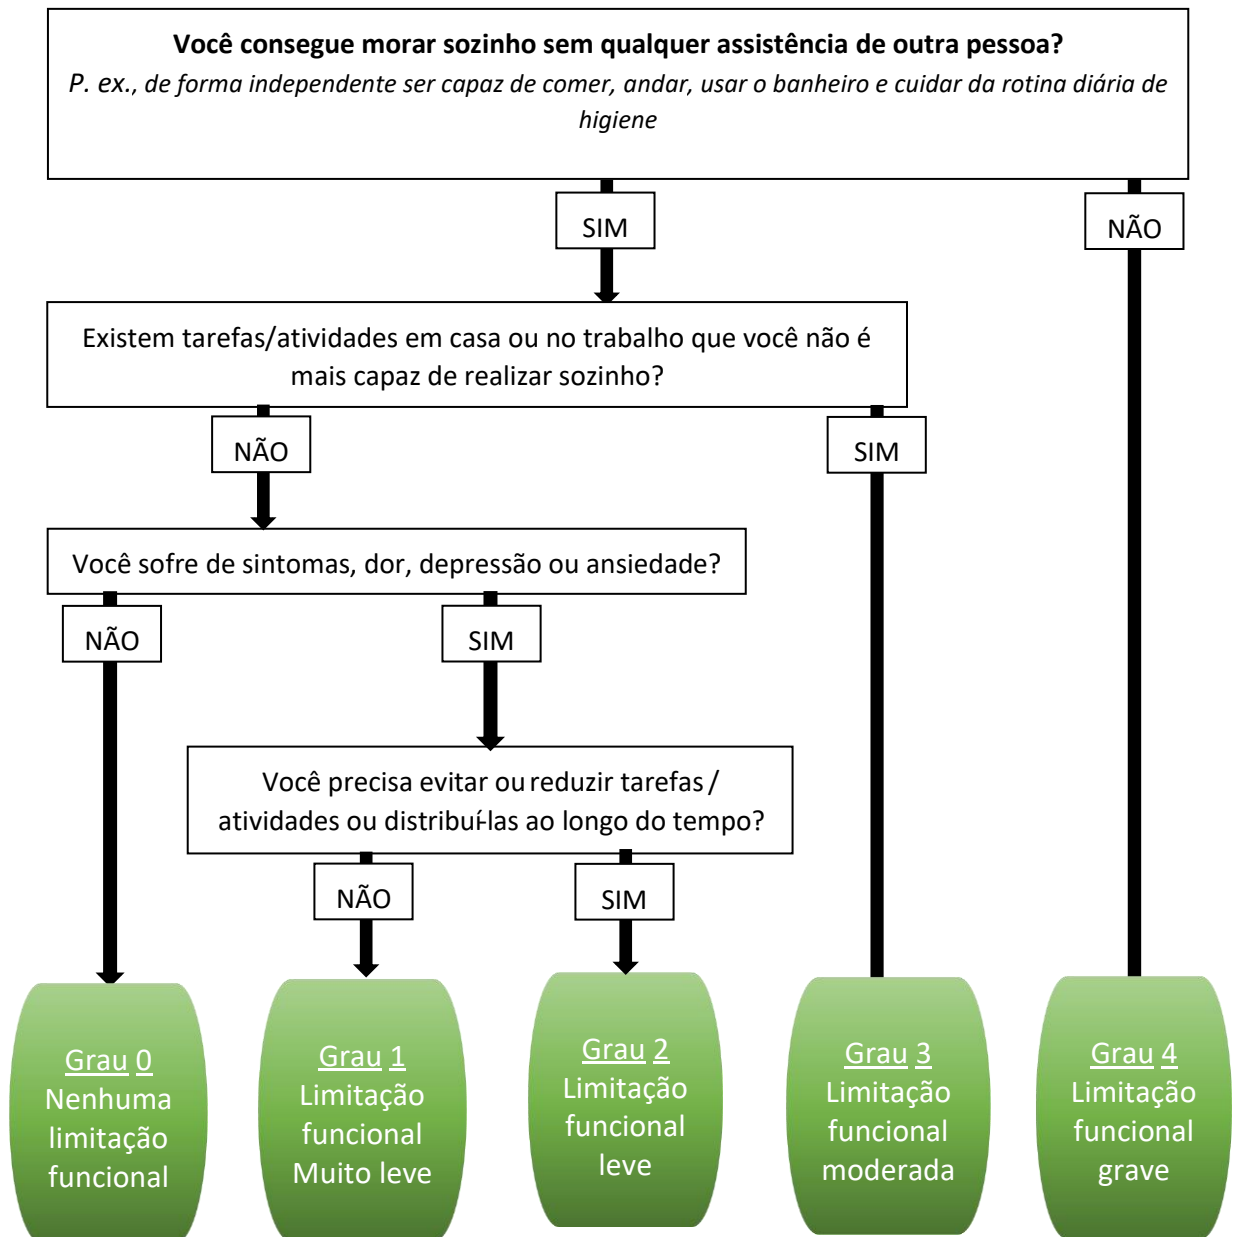 Você consegue morar sozinho sem qualquer assistência de outra pessoa?
P. ex., de forma independente ser capaz de comer, andar, usar o banheiro e cuidar da rotina diária de
higiene
SIM
NÃO
Existem tarefas/atividades em casa ou no trabalho que você não é
mais capaz de realizar sozinho?
NÃO
SIM
Você sofre de sintomas, dor, depressão ou ansiedade?
NÃO
SIM
Você precisa evitar ou reduzir tarefas/
atividades ou distribuí-las ao longo do tempo?
NÃO
SIM
Grau 0
Nenhuma
limitação
funcional
Grau 1
Limitação
funcional
Muito leve
Grau 2
Limitação
funcional
leve
Grau 3
Limitação
funcional
moderada
Grau 4
Limitação
funcional
grave